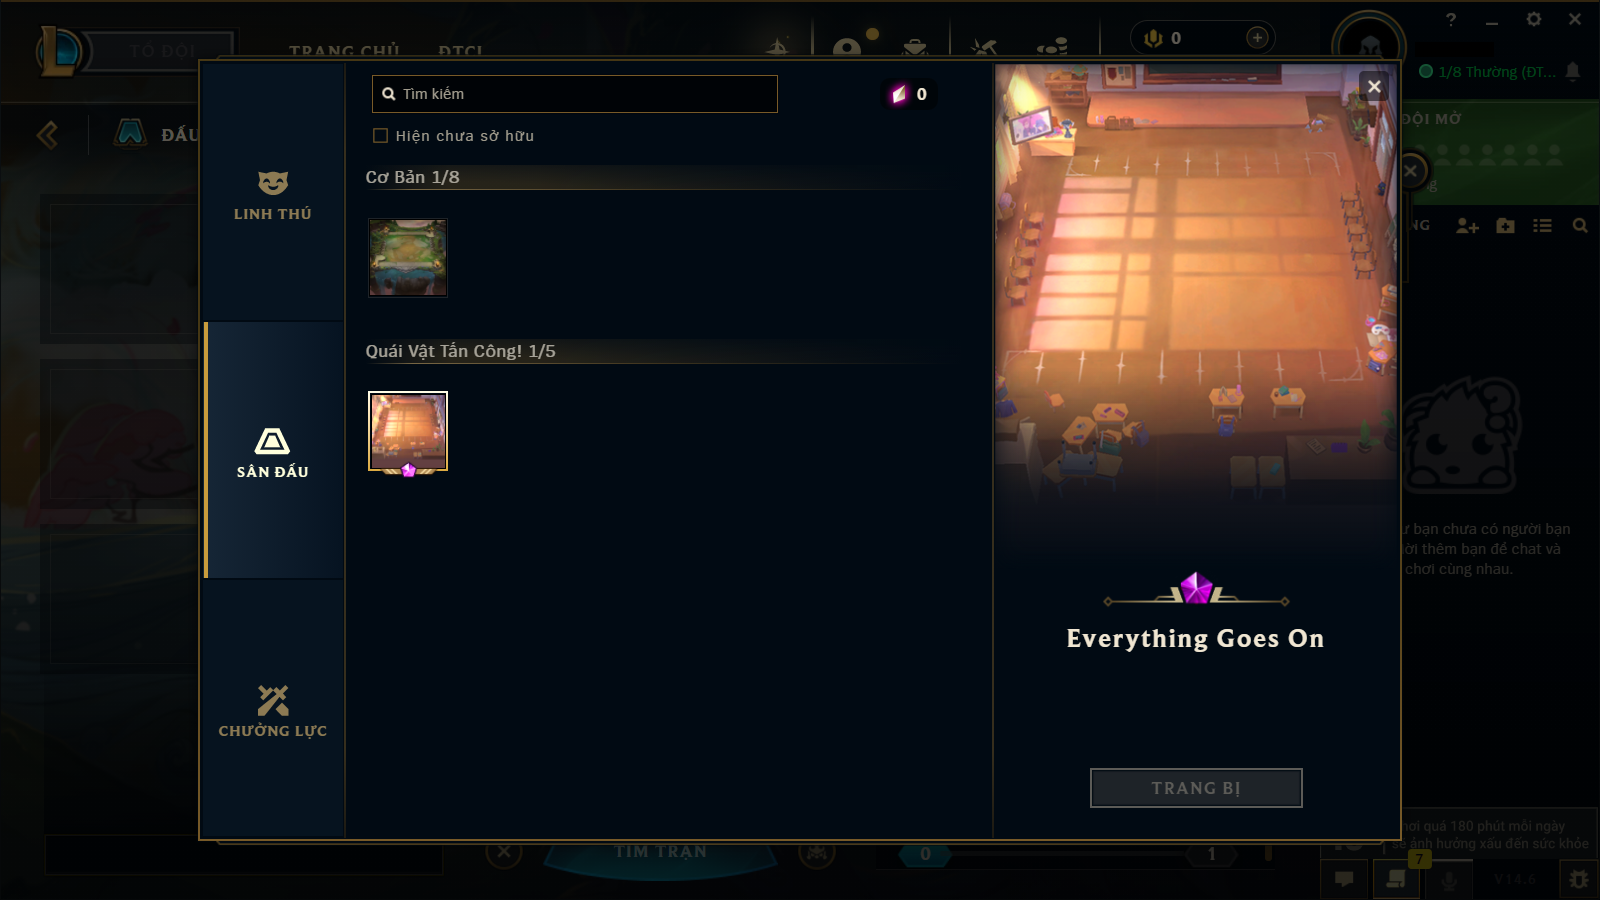 TỔ ĐỘI
TRANG CHỦ
ĐTCL
0
1/8 Thường (ĐT...
ĐẤU
LINH THÚ
SÂN ĐẤU
CHƯỞNG LỰC
Tìm kiếm
0
Hiện chưa sở hữu
Cơ Bản 1/8
Quái Vật Tấn Công! 1/5
Everything Goes On
TRANG BỊ
ĐỘI MỞ
bạn chưa có người bạn
thêm bạn để chat và
chơi cùng nhau.
TÌM TRẬN
0
1
quá 180 phút mỗi ngày
sẽ ảnh hưởng xấu đến sức khỏe
7
V14.6